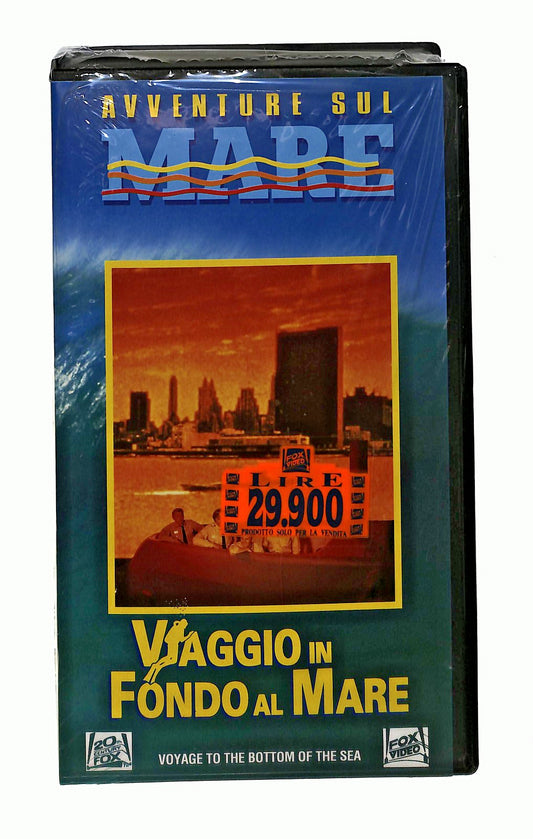 AVVENTURE SUL
MARE
FOX
VIDEO
LIRE
29.900
PRODOTTO SOLO PER LA VENDITA
VIAGGIO IN
FONDO AL MARE
20th
CENTURY
FOX
VOYAGE TO THE BOTTOM OF THE SEA
FOX
VIDEO